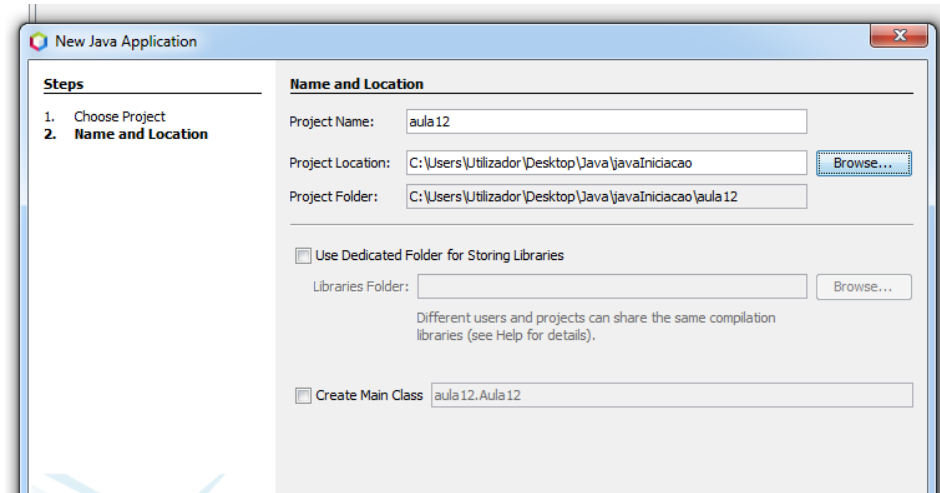 New Java Application
Steps
1. Choose Project
2. Name and Location
Name and Location
Project Name: aula12
Project Location: C:\Users\Utilizador\Desktop\Java\javaIniciacao Browse...
Project Folder: C:\Users\Utilizador\Desktop\Java\javaIniciacao\aula12
Use Dedicated Folder for Storing Libraries
Libraries Folder: Browse...
Different users and projects can share the same compilation
libraries (see Help for details).
Create Main Class aula12.Aula12